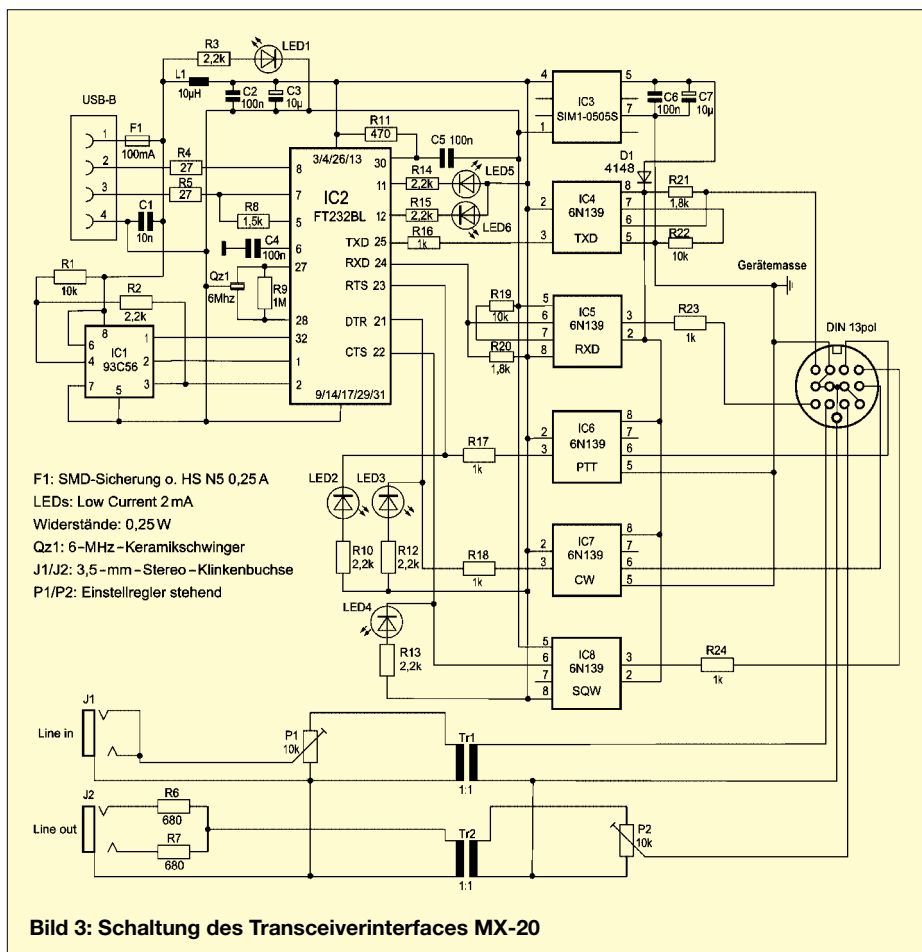 R3
2,2k
LED1
L1
10µH
C2
100n
C3
10µ
USB-B
1
F1
100mA
2
R4
27
3
R5
27
4
C1
10n
R8
1,5k
C4
100n
Qz1
6Mhz
R9
1M
R1
10k
R2
2,2k
8
6
4
7
5
IC1
93C56
1
2
3
R11
470
C5 100n
3/4/26/13
30
8
11
7
12
5
TXD 25
6
RXD 24
27
RTS 23
28
DTR 21
32
CTS 22
1
2
IC2
FT232BL
9/14/17/29/31
R14
2,2k
LED5
R15
2,2k
LED6
R16
1k
4
5
IC3
SIM1-0505S
7
1
C6
100n
C7
10µ
D1
4148
8
R21
1,8k
2
7
6
3
5
IC4
6N139
TXD
R22
10k
Gerätemasse
R19
10k
R20
1,8k
5
6
7
8
IC5
6N139
RXD
3
2
R23
1k
DIN 13pol
R17
1k
2
3
IC6
6N139
PTT
8
7
6
5
LED2
LED3
R10
2,2k
R12
2,2k
R18
1k
2
3
IC7
6N139
CW
8
7
6
5
LED4
R13
2,2k
5
6
7
8
IC8
6N139
SQW
3
2
R24
1k
F1: SMD-Sicherung o. HS N5 0,25A
LEDs: Low Current 2mA
Widerstände: 0,25W
Qz1: 6-MHz-Keramikschwinger
J1/J2: 3,5-mm-Stereo-Klinkenbuchse
P1/P2: Einstellregler stehend
J1
Line in
P1
10k
Tr1
1:1
J2
Line out
R6
680
R7
680
Tr2
1:1
P2
10k
Bild 3: Schaltung des Transceiverinterfaces MX-20